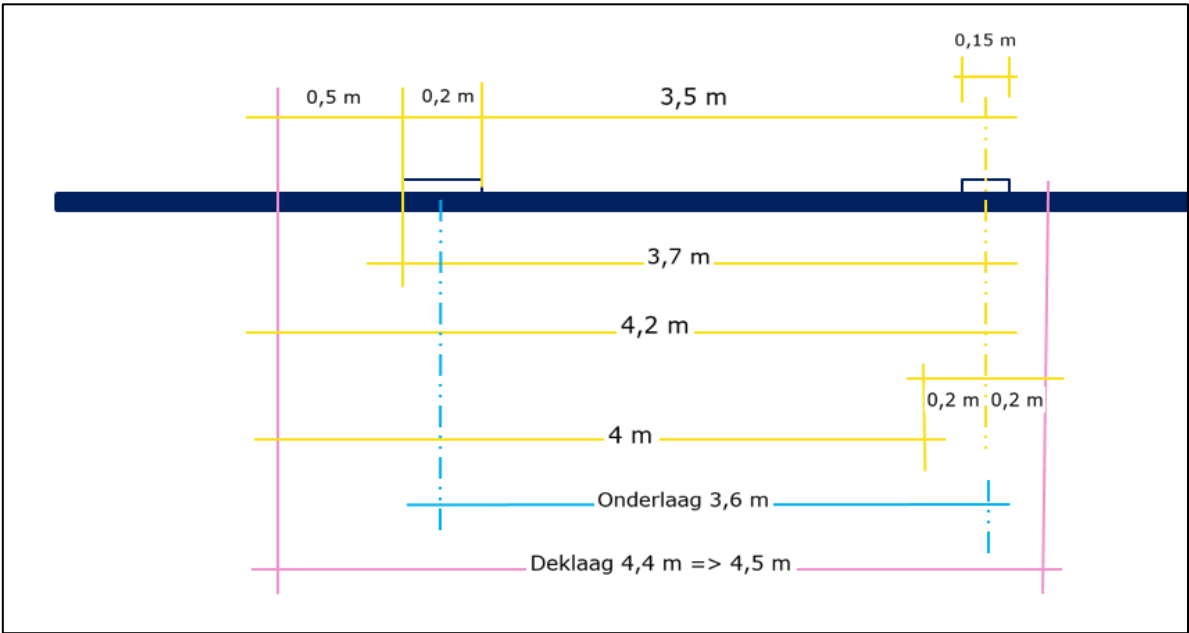 0,15 m
0,5 m 0,2 m 3,5 m
3,7 m
4,2 m
0,2 m 0,2 m
4 m
Onderlaag 3,6 m
Deklaag 4,4 m => 4,5 m